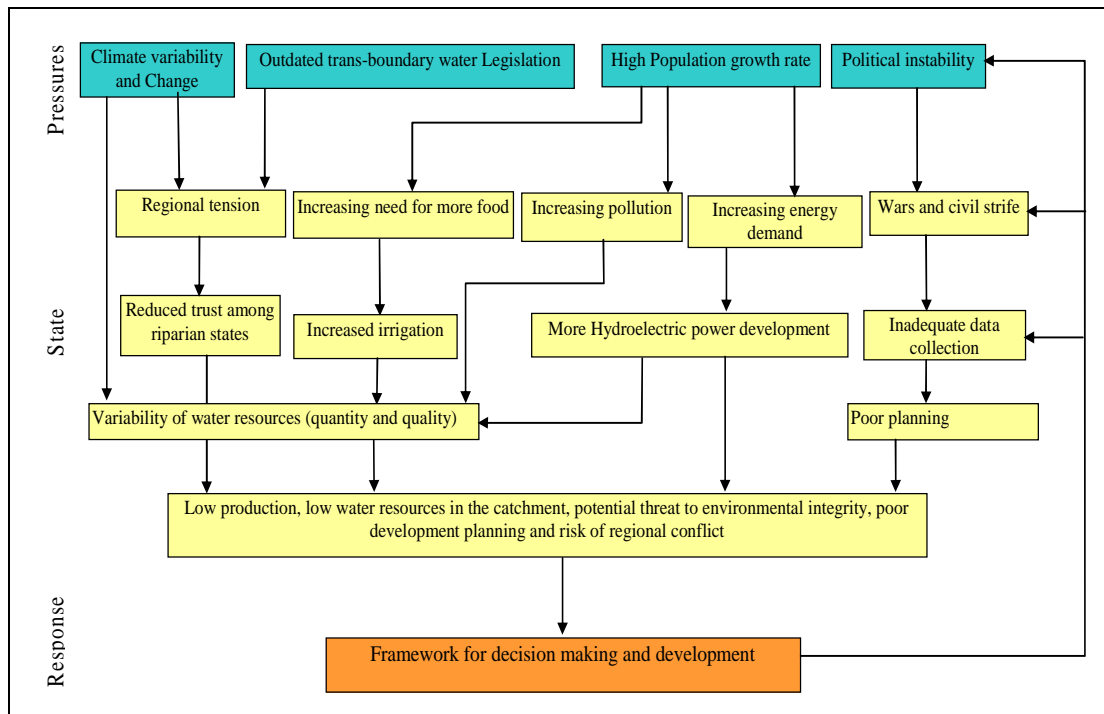 Pressures
Climate variability
and Change
Outdated trans-boundary water Legislation
High Population growth rate
Political instability
State
Regional tension
Increasing need for more food
Increasing pollution
Increasing energy
demand
Wars and civil strife
Reduced trust among
riparian states
Increased irrigation
More Hydroelectric power development
Inadequate data
collection
Variability of water resources (quantity and quality)
Poor planning
Low production, low water resources in the catchment, potential threat to environmental integrity, poor
development planning and risk of regional conflict
Response
Framework for decision making and development